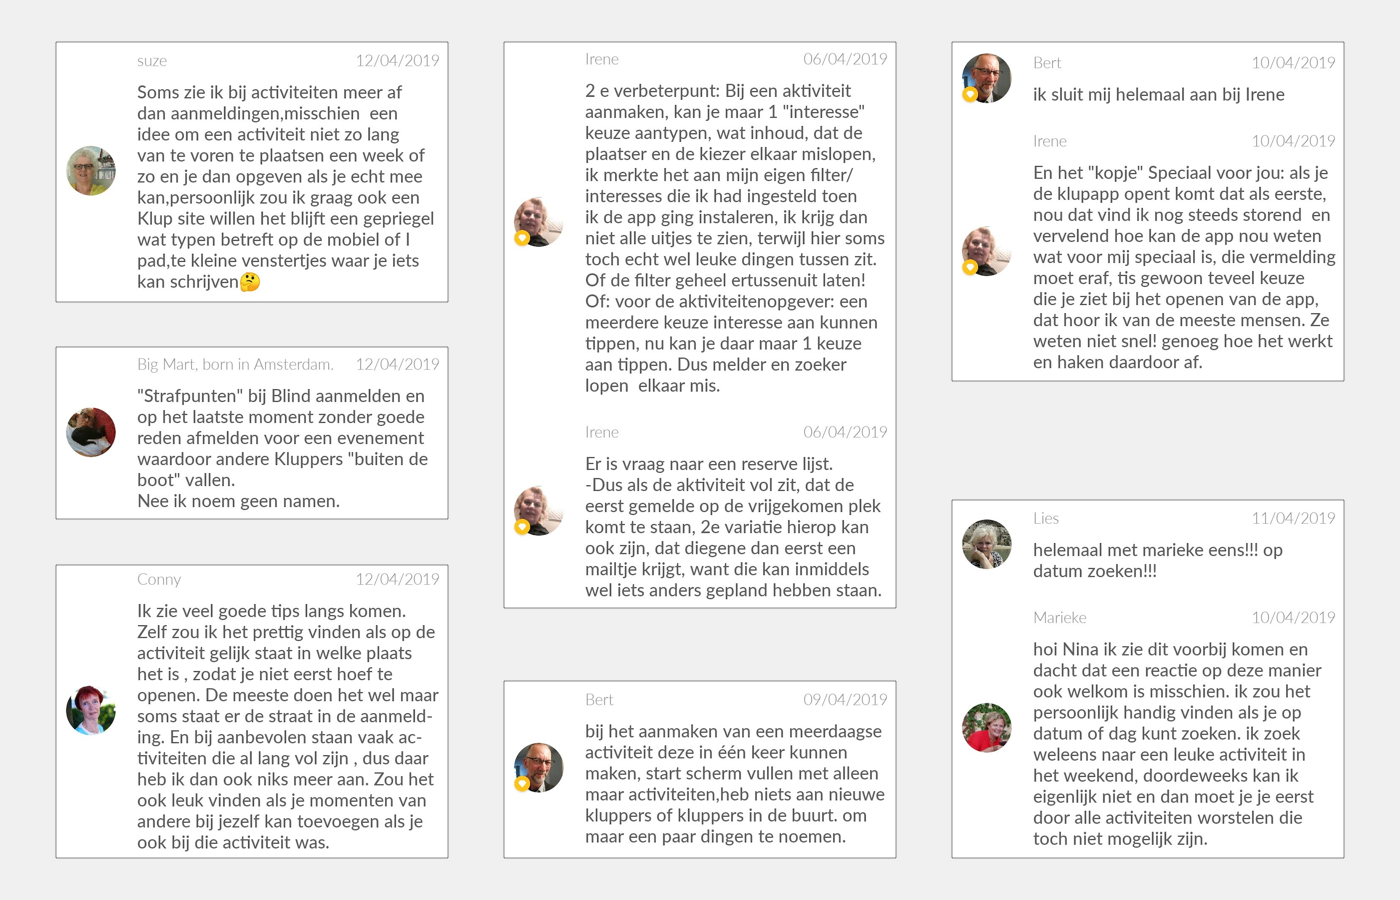 suze 12/04/2019
Soms zie ik bij activiteiten meer af
dan aanmeldingen,misschien  een
idee om een activiteit niet zo lang
van te voren te plaatsen een week of
zo en je dan opgeven als je echt mee
kan,persoonlijk zou ik graag ook een
Klup site willen het blijft een gepriegel
wat typen betreft op de mobiel of I
pad,te kleine venstertjes waar je iets
kan schrijven🤔
Big Mart, born in Amsterdam. 12/04/2019
"Strafpunten" bij Blind aanmelden en
op het laatste moment zonder goede
reden afmelden voor een evenement
waardoor andere Kluppers "buiten de
boot" vallen.
Nee ik noem geen namen.
Conny 12/04/2019
Ik zie veel goede tips langs komen.
Zelf zou ik het prettig vinden als op de
activiteit gelijk staat in welke plaats
het is , zodat je niet eerst hoef te
openen. De meeste doen het wel maar
soms staat er de straat in de aanmeld-
ing. En bij aanbevolen staan vaak ac-
tiviteiten die al lang vol zijn , dus daar
heb ik dan ook niks meer aan. Zou het
ook leuk vinden als je momenten van
andere bij jezelf kan toevoegen als je
ook bij die activiteit was.
Irene 06/04/2019
2 e verbeterpunt: Bij een aktiviteit
aanmaken, kan je maar 1 "interesse"
keuze aantypen, wat inhoud, dat de
plaatser en de kiezer elkaar mislopen,
ik merkte het aan mijn eigen filter/
interesses die ik had ingesteld toen
ik de app ging instaleren, ik krijg dan
niet alle uitjes te zien, terwijl hier soms
toch echt wel leuke dingen tussen zit.
Of de filter geheel ertussenuit laten!
Of: voor de aktiviteitenopgever: een
meerdere keuze interesse aan kunnen
tippen, nu kan je daar maar 1 keuze
aan tippen. Dus melder en zoeker
lopen  elkaar mis.
Irene 06/04/2019
Er is vraag naar een reserve lijst.
-Dus als de aktiviteit vol zit, dat de
eerst gemelde op de vrijgekomen plek
komt te staan, 2e variatie hierop kan
ook zijn, dat diegene dan eerst een
mailtje krijgt, want die kan inmiddels
wel iets anders gepland hebben staan.
Bert 09/04/2019
bij het aanmaken van een meerdaagse
activiteit deze in één keer kunnen
maken, start scherm vullen met alleen
maar activiteiten,heb niets aan nieuwe
kluppers of kluppers in de buurt. om
maar een paar dingen te noemen.
Bert 10/04/2019
ik sluit mij helemaal aan bij Irene
Irene 10/04/2019
En het "kopje" Speciaal voor jou: als je
de klupapp opent komt dat als eerste,
nou dat vind ik nog steeds storend  en
vervelend hoe kan de app nou weten
wat voor mij speciaal is, die vermelding
moet eraf, tis gewoon teveel keuze
die je ziet bij het openen van de app,
dat hoor ik van de meeste mensen. Ze
weten niet snel! genoeg hoe het werkt
en haken daardoor af.
Lies 11/04/2019
helemaal met marieke eens!!! op
datum zoeken!!!
Marieke 10/04/2019
hoi Nina ik zie dit voorbij komen en
dacht dat een reactie op deze manier
ook welkom is misschien. ik zou het
persoonlijk handig vinden als je op
datum of dag kunt zoeken. ik zoek
weleens naar een leuke activiteit in
het weekend, doordeweeks kan ik
eigenlijk niet en dan moet je je eerst
door alle activiteiten worstelen die
toch niet mogelijk zijn.